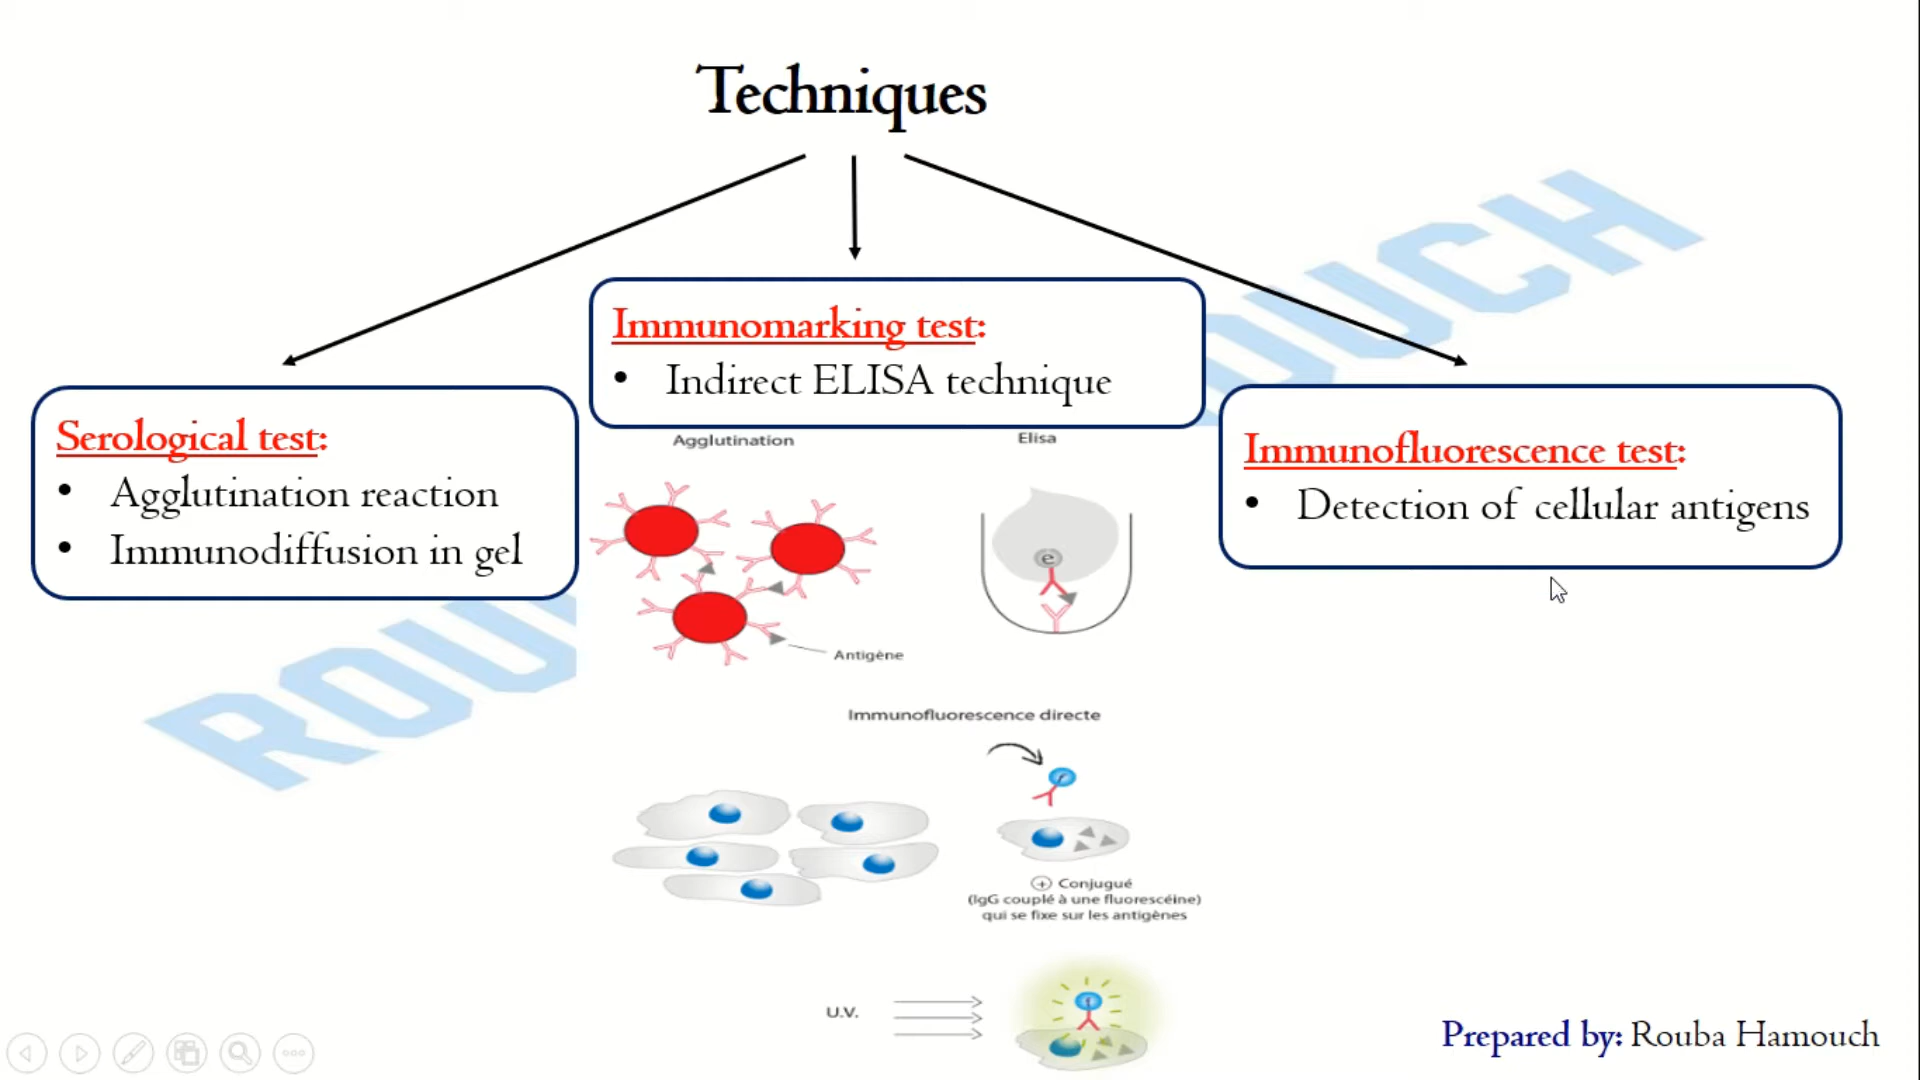 Techniques
Immunomarking test:
• Indirect ELISA technique
Serological test:
• Agglutination reaction
• Immunodiffusion in gel
Immunofluorescence test:
• Detection of cellular antigens
Agglutination
Elisa
e
Antigène
Immunofluorescence directe
+ Conjugué
(IgG couplé à une fluorescéine)
qui se fixe sur les antigènes
U.V.
Prepared by: Rouba Hamouch